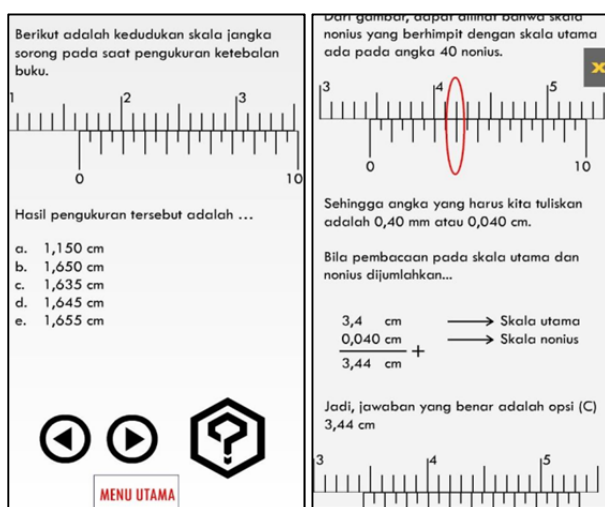 Berikut adalah kedudukan skala jangka
sorong pada saat pengukuran ketebalan
buku.
1 2 3
0 10
Hasil pengukuran tersebut adalah ...
a. 1,150 cm
b. 1,650 cm
c. 1,635 cm
d. 1,645 cm
e. 1,655 cm
MENU UTAMA
Dari gambar, dapat dilihat bahwa skala
nonius yang berhimpit dengan skala utama
ada pada angka 40 nonius.
X
3 4 5
0 10
Sehingga angka yang harus kita tuliskan
adalah 0,40 mm atau 0,040 cm.
Bila pembacaan pada skala utama dan
nonius dijumlahkan...
3,4 cm Skala utama
0,040 cm Skala nonius
+
3,44 cm
Jadi, jawaban yang benar adalah opsi (C)
3,44 cm
3 4 5